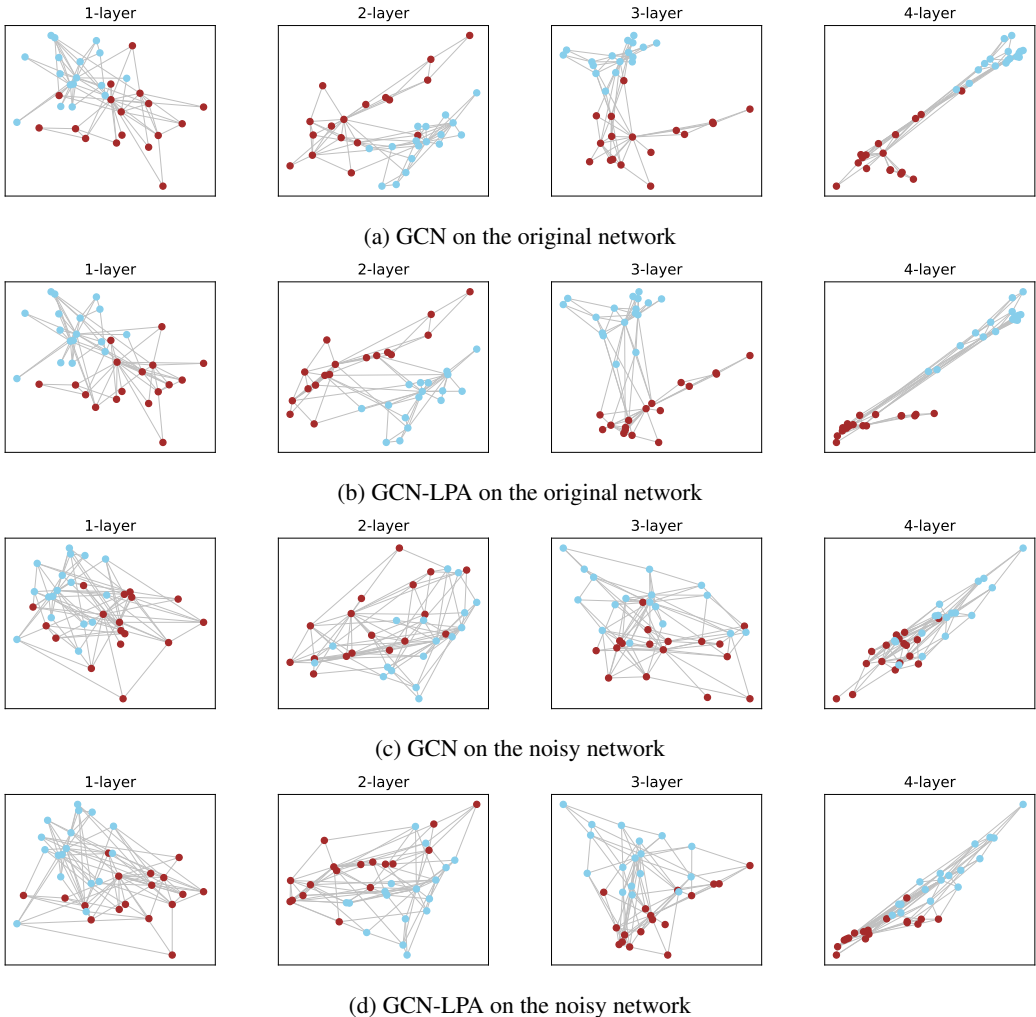 1-layer 2-layer 3-layer 4-layer
(a) GCN on the original network
1-layer 2-layer 3-layer 4-layer
(b) GCN-LPA on the original network
1-layer 2-layer 3-layer 4-layer
(c) GCN on the noisy network
1-layer 2-layer 3-layer 4-layer
(d) GCN-LPA on the noisy network